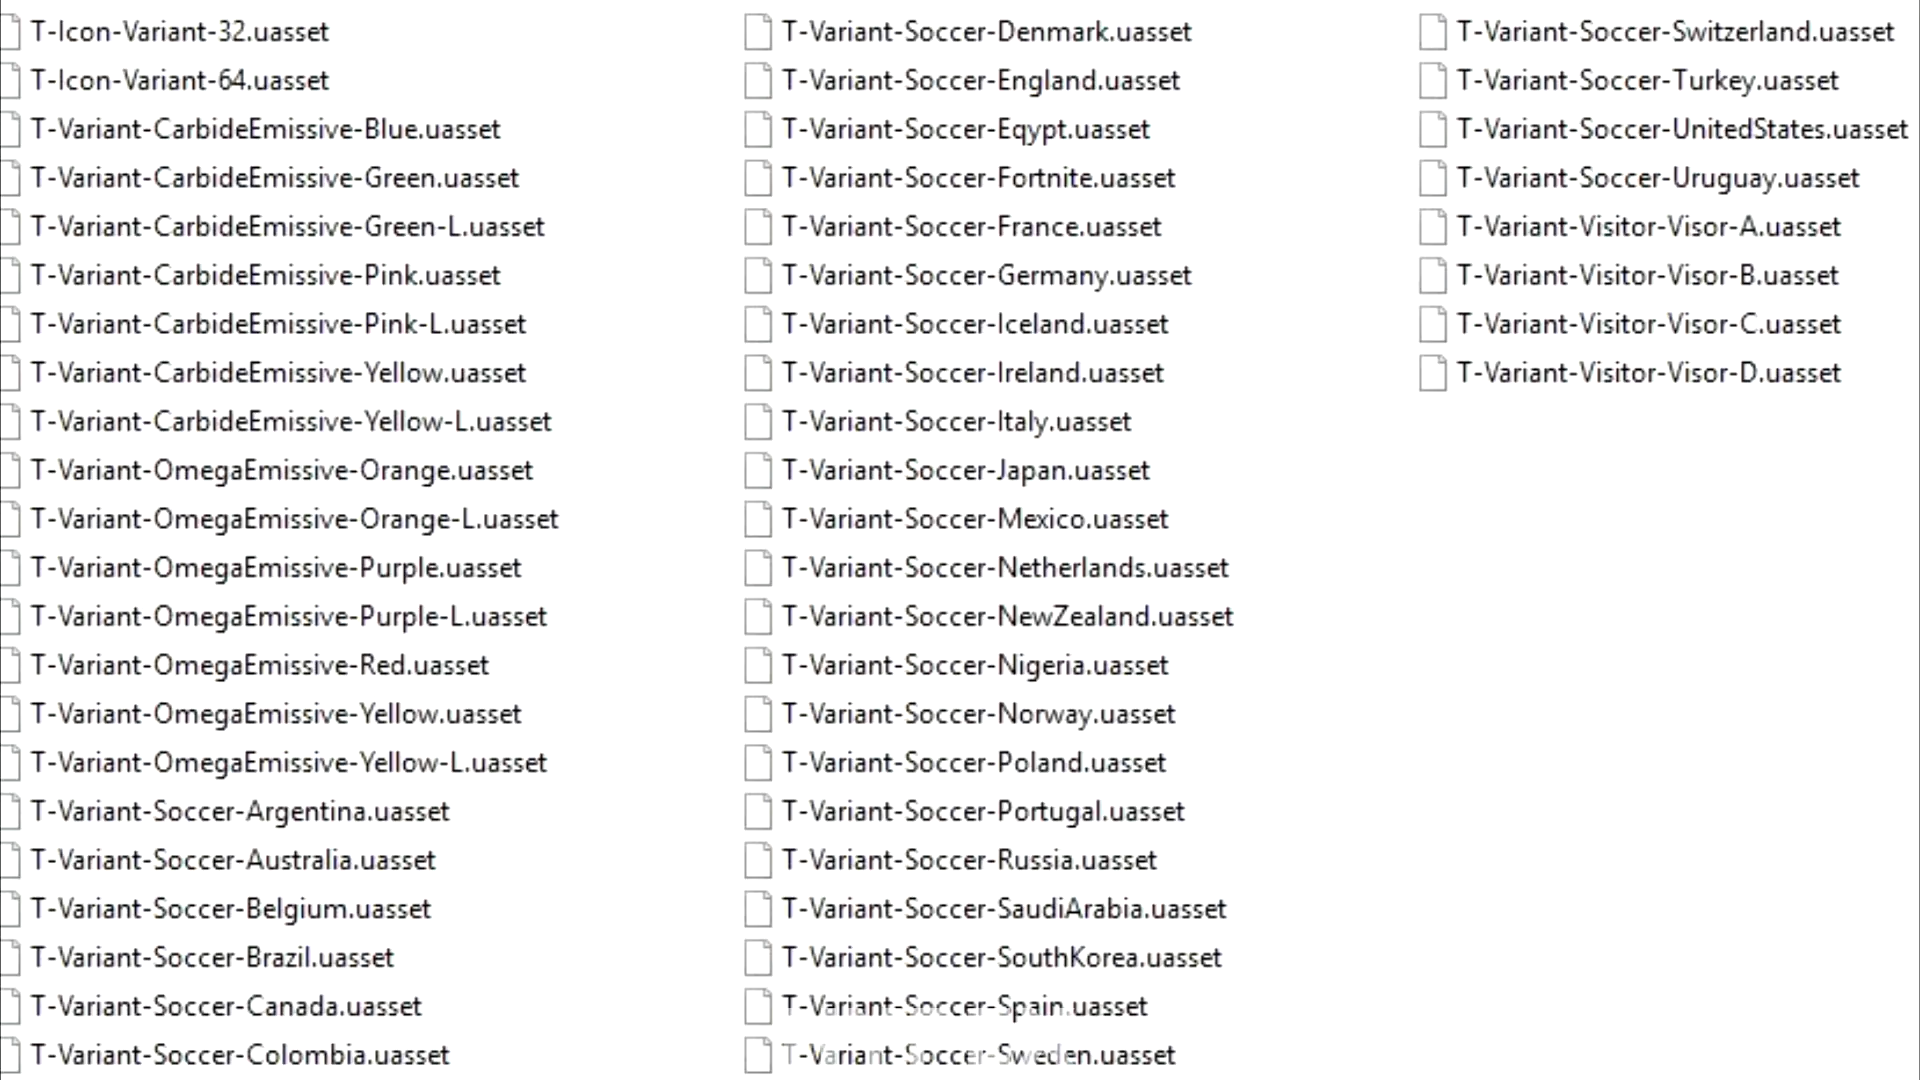 T-Icon-Variant-32.uasset
T-Icon-Variant-64.uasset
T-Variant-CarbideEmissive-Blue.uasset
T-Variant-CarbideEmissive-Green.uasset
T-Variant-CarbideEmissive-Green-L.uasset
T-Variant-CarbideEmissive-Pink.uasset
T-Variant-CarbideEmissive-Pink-L.uasset
T-Variant-CarbideEmissive-Yellow.uasset
T-Variant-CarbideEmissive-Yellow-L.uasset
T-Variant-OmegaEmissive-Orange.uasset
T-Variant-OmegaEmissive-Orange-L.uasset
T-Variant-OmegaEmissive-Purple.uasset
T-Variant-OmegaEmissive-Purple-L.uasset
T-Variant-OmegaEmissive-Red.uasset
T-Variant-OmegaEmissive-Yellow.uasset
T-Variant-OmegaEmissive-Yellow-L.uasset
T-Variant-Soccer-Argentina.uasset
T-Variant-Soccer-Australia.uasset
T-Variant-Soccer-Belgium.uasset
T-Variant-Soccer-Brazil.uasset
T-Variant-Soccer-Canada.uasset
T-Variant-Soccer-Colombia.uasset
T-Variant-Soccer-Denmark.uasset
T-Variant-Soccer-England.uasset
T-Variant-Soccer-Eqypt.uasset
T-Variant-Soccer-Fortnite.uasset
T-Variant-Soccer-France.uasset
T-Variant-Soccer-Germany.uasset
T-Variant-Soccer-Iceland.uasset
T-Variant-Soccer-Ireland.uasset
T-Variant-Soccer-Italy.uasset
T-Variant-Soccer-Japan.uasset
T-Variant-Soccer-Mexico.uasset
T-Variant-Soccer-Netherlands.uasset
T-Variant-Soccer-NewZealand.uasset
T-Variant-Soccer-Nigeria.uasset
T-Variant-Soccer-Norway.uasset
T-Variant-Soccer-Poland.uasset
T-Variant-Soccer-Portugal.uasset
T-Variant-Soccer-Russia.uasset
T-Variant-Soccer-SaudiArabia.uasset
T-Variant-Soccer-SouthKorea.uasset
T-Variant-Soccer-Spain.uasset
T-Variant-Soccer-Sweden.uasset
T-Variant-Soccer-Switzerland.uasset
T-Variant-Soccer-Turkey.uasset
T-Variant-Soccer-UnitedStates.uasset
T-Variant-Soccer-Uruguay.uasset
T-Variant-Visitor-Visor-A.uasset
T-Variant-Visitor-Visor-B.uasset
T-Variant-Visitor-Visor-C.uasset
T-Variant-Visitor-Visor-D.uasset